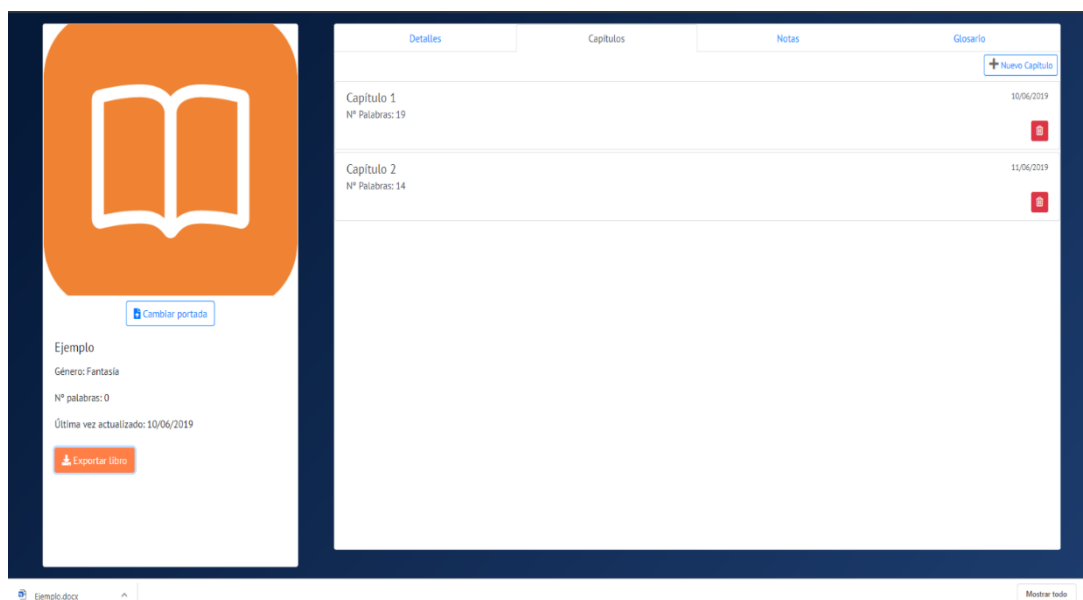 Detalles
Capítulos
Notas
Glosario
Nuevo Capítulo
Capítulo 1
Nº Palabras: 19
10/06/2019
Capítulo 2
Nº Palabras: 14
11/06/2019
Cambiar portada
Ejemplo
Género: Fantasía
Nº palabras: 0
Última vez actualizado: 10/06/2019
Exportar libro
Ejemplo.docx
Mostrar todo